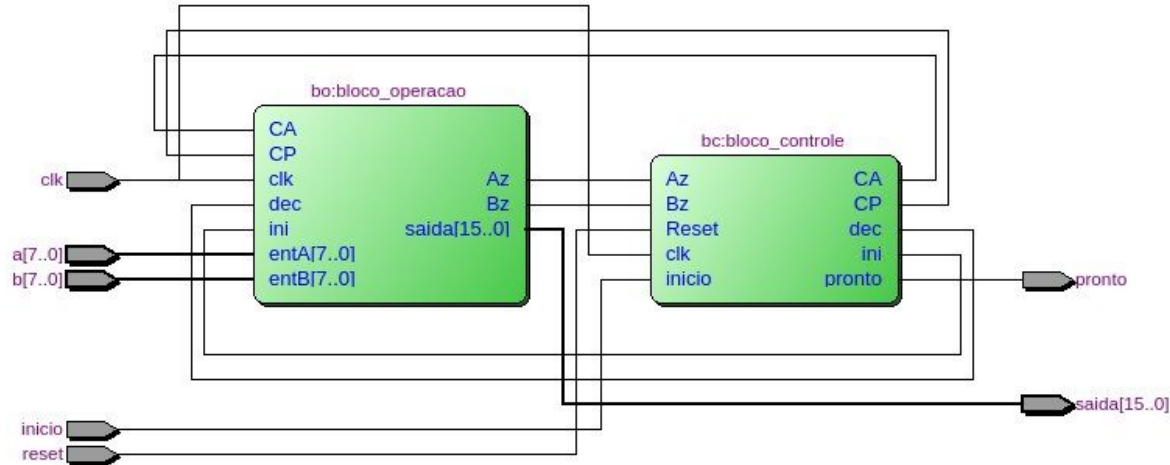 bo:bloco_operacao
CA
CP
clk
dec
ini
entA[7..0]
entB[7..0]
Az
Bz
saida[15..0]
bc:bloco_controle
Az
Bz
Reset
clk
inicio
CA
CP
dec
ini
pronto
clk
a[7..0]
b[7..0]
inicio
reset
pronto
saida[15..0]